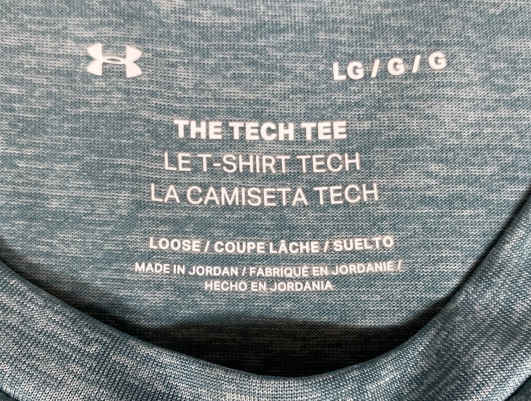 LG / G / G
THE TECH TEE
LE T-SHIRT TECH
LA CAMISETA TECH
LOOSE / COUPE LÂCHE / SUELTO
MADE IN JORDAN / FABRIQUÉ EN JORDANIE /
HECHO EN JORDANIA